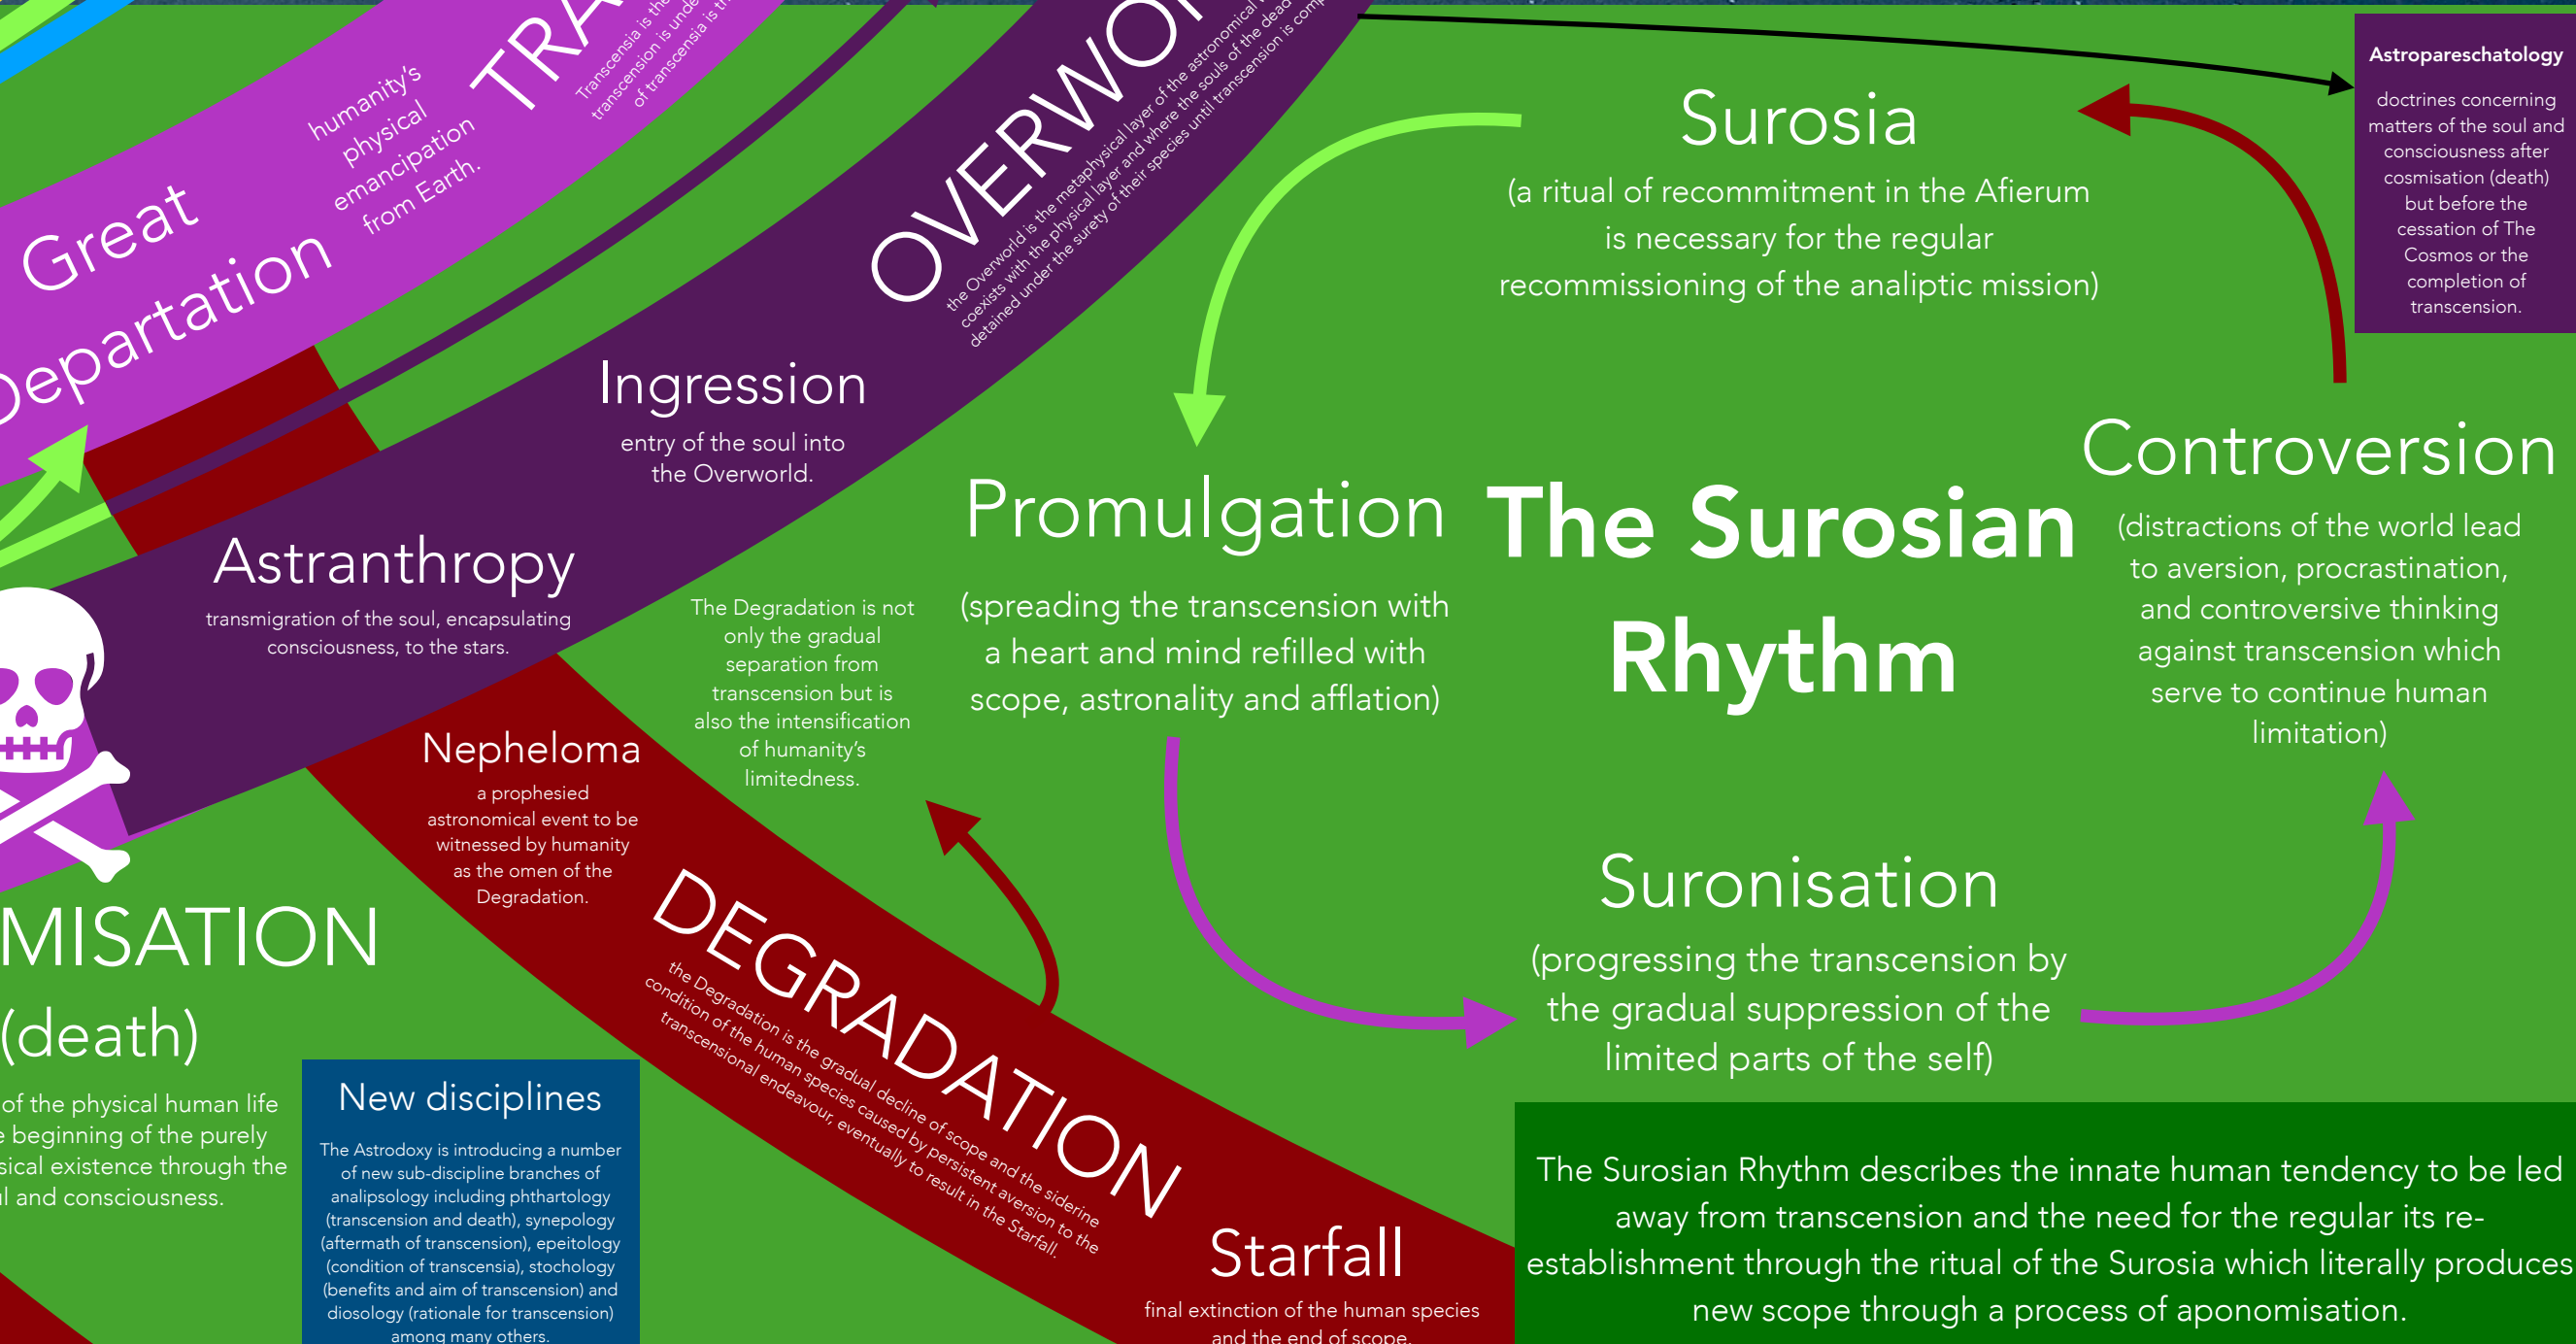 humanity's
physical
emancipation
from Earth.
Great
Departation
Transcensia is the
transcension is
of transcensia is
the Overworld is the metaphysical layer of the astronomical
coexists with the physical layer and where the souls of the dead
detained under the surety of their species until transcension is
Ingression
entry of the soul into
the Overworld.
Astranthropy
transmigration of the soul, encapsulating
consciousness, to the stars.
Astropareschatology
doctrines concerning
matters of the soul and
consciousness after
cosmisation (death)
but before the
cessation of The
Cosmos or the
completion of
transcension.
Surosia
(a ritual of recommitment in the Afierum
is necessary for the regular
recommissioning of the analiptic mission)
Promulgation
(spreading the transcension with
a heart and mind refilled with
scope, astronality and afflation)
The Surosian
Rhythm
Controversion
(distractions of the world lead
to aversion, procrastination,
and controversive thinking
against transcension which
serve to continue human
limitation)
The Degradation is not
only the gradual
separation from
transcension but is
also the intensification
of humanity's
limitedness.
Nepheloma
a prophesied
astronomical event to be
witnessed by humanity
as the omen of the
Degradation.
Suronisation
(progressing the transcension by
the gradual suppression of the
limited parts of the self)
MISATION
(death)
of the physical human life
beginning of the purely
existence through the
and consciousness.
New disciplines
The Astrodoxy is introducing a number
of new sub-discipline branches of
analipsology including phthartology
(transcension and death), synepology
(aftermath of transcension), epeitology
(condition of transcensia), stochology
(benefits and aim of transcension) and
diosology (rationale for transcension)
among many others.
DEGRADATION
the Degradation is the gradual decline of scope and the siderine
condition of the human species caused by persistent aversion to the
transcensional endeavour, eventually to result in the Starfall.
Starfall
final extinction of the human species
and the end of scope.
The Surosian Rhythm describes the innate human tendency to be led
away from transcension and the need for the regular its re-
establishment through the ritual of the Surosia which literally produces
new scope through a process of aponomisation.